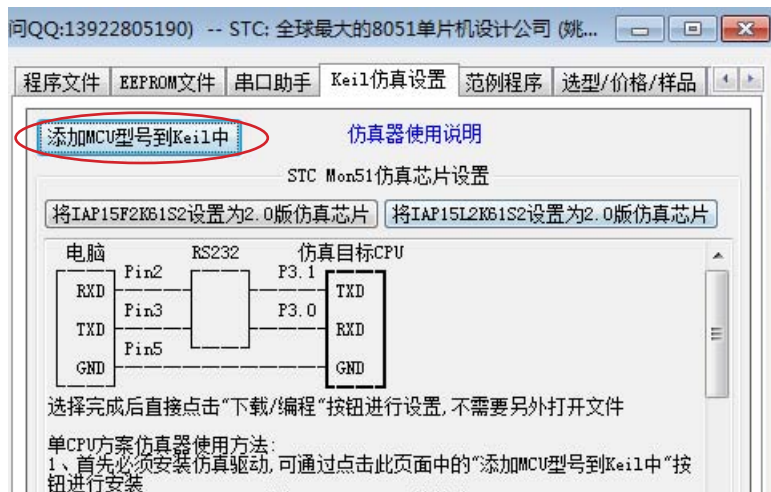 问QQ:13922805190) -- STC: 全球最大的8051单片机设计公司 (姚...
程序文件 EEPROM文件 串口助手 Keil仿真设置 范例程序 选型/价格/样品
添加MCU型号到Keil中 仿真器使用说明
STC Mon51仿真芯片设置
将IAP15F2K61S2设置为2.0版仿真芯片 将IAP15L2K61S2设置为2.0版仿真芯片
电脑 RS232 仿真目标CPU
Pin2 P3.1
RXD TXD
Pin3 P3.0
TXD RXD
Pin5
GND GND
选择完成后直接点击"下载/编程"按钮进行设置,不需要另外打开文件
单CPU方案仿真器使用方法:
1、首先必须安装仿真驱动,可通过点击此页面中的"添加MCU型号到Keil中"按
钮进行安装